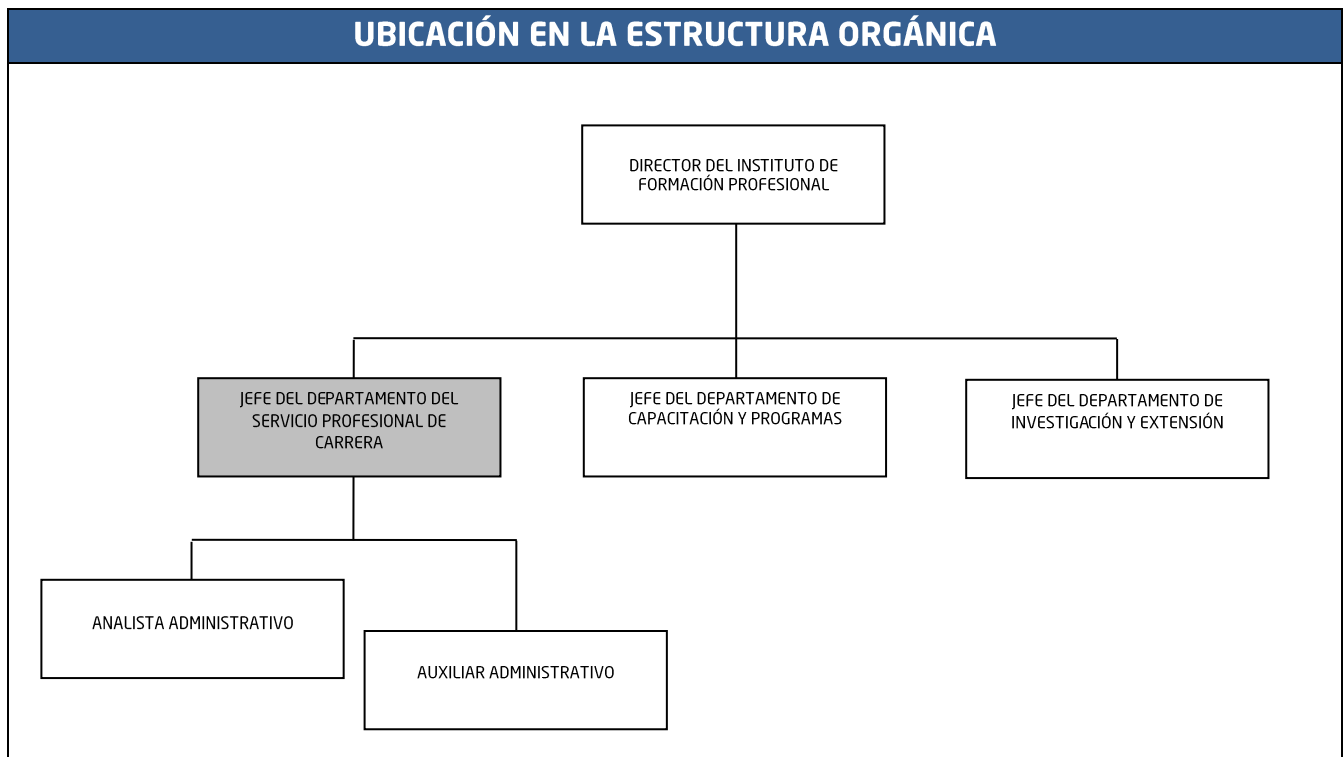 UBICACIÓN EN LA ESTRUCTURA ORGÁNICA
DIRECTOR DEL INSTITUTO DE
FORMACIÓN PROFESIONAL
JEFE DEL DEPARTAMENTO DEL
SERVICIO PROFESIONAL DE
CARRERA
JEFE DEL DEPARTAMENTO DE
CAPACITACIÓN Y PROGRAMAS
JEFE DEL DEPARTAMENTO DE
INVESTIGACIÓN Y EXTENSIÓN
ANALISTA ADMINISTRATIVO
AUXILIAR ADMINISTRATIVO